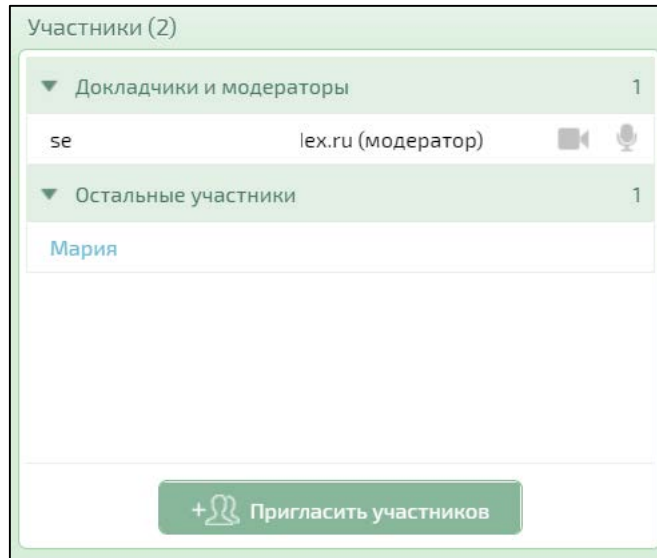 Участники (2)
Докладчики и модераторы 1
se lex.ru (модератор)
Остальные участники 1
Мария
+ Пригласить участников